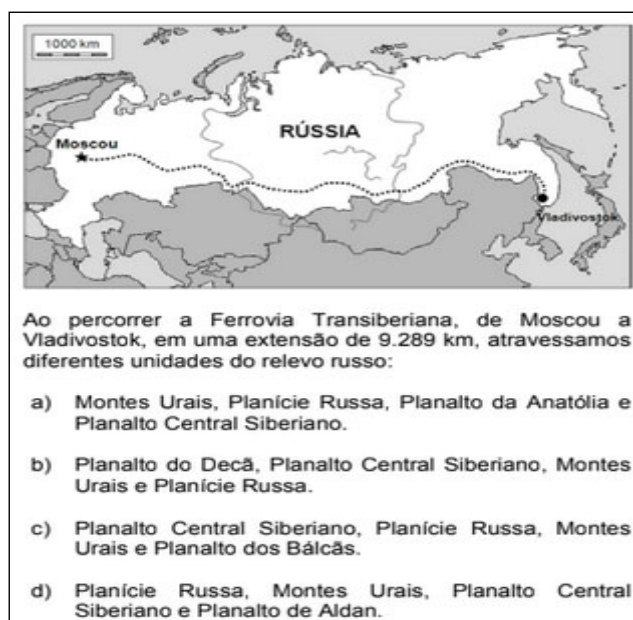 1000 km
RÚSSIA
Moscou
Vladivostok
Ao percorrer a Ferrovia Transiberiana, de Moscou a
Vladivostok, em uma extensão de 9.289 km, atravessamos
diferentes unidades do relevo russo:
a) Montes Urais, Planície Russa, Planalto da Anatólia e
Planalto Central Siberiano.
b) Planalto do Decã, Planalto Central Siberiano, Montes
Urais e Planície Russa.
c) Planalto Central Siberiano, Planície Russa, Montes
Urais e Planalto dos Bálcãs.
d) Planície Russa, Montes Urais, Planalto Central
Siberiano e Planalto de Aldan.